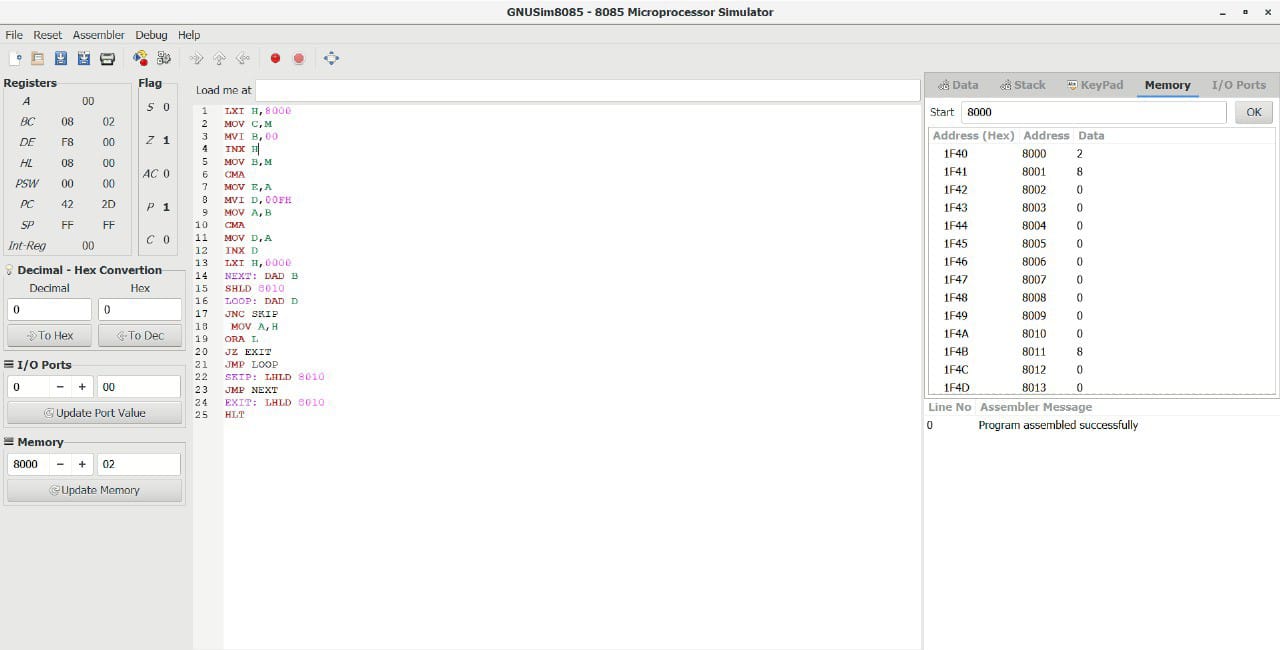 GNUSim8085 - 8085 Microprocessor Simulator
File Reset Assembler Debug Help
Registers
A 00
BC 08 02
DE F8 00
HL 08 00
PSW 00 00
PC 42 2D
SP FF FF
Int-Reg 00
Flag
S 0
Z 1
AC 0
P 1
C 0
Decimal - Hex Convertion
Decimal Hex
0 0
To Hex To Dec
I/O Ports
0 − + 00
Update Port Value
Memory
8000 − + 02
Update Memory
Load me at
1 LXI H,8000
2 MOV C,M
3 MVI B,00
4 INX H
5 MOV B,M
6 CMA
7 MOV E,A
8 MVI D,00FH
9 MOV A,B
10 CMA
11 MOV D,A
12 INX D
13 LXI H,0000
14 NEXT: DAD B
15 SHLD 8010
16 LOOP: DAD D
17 JNC SKIP
18 MOV A,H
19 ORA L
20 JZ EXIT
21 JMP LOOP
22 SKIP: LHLD 8010
23 JMP NEXT
24 EXIT: LHLD 8010
25 HLT
Data Stack KeyPad Memory I/O Ports
Start 8000 OK
Address (Hex) Address Data
1F40 8000 2
1F41 8001 8
1F42 8002 0
1F43 8003 0
1F44 8004 0
1F45 8005 0
1F46 8006 0
1F47 8007 0
1F48 8008 0
1F49 8009 0
1F4A 8010 0
1F4B 8011 8
1F4C 8012 0
1F4D 8013 0
Line No Assembler Message
0 Program assembled successfully